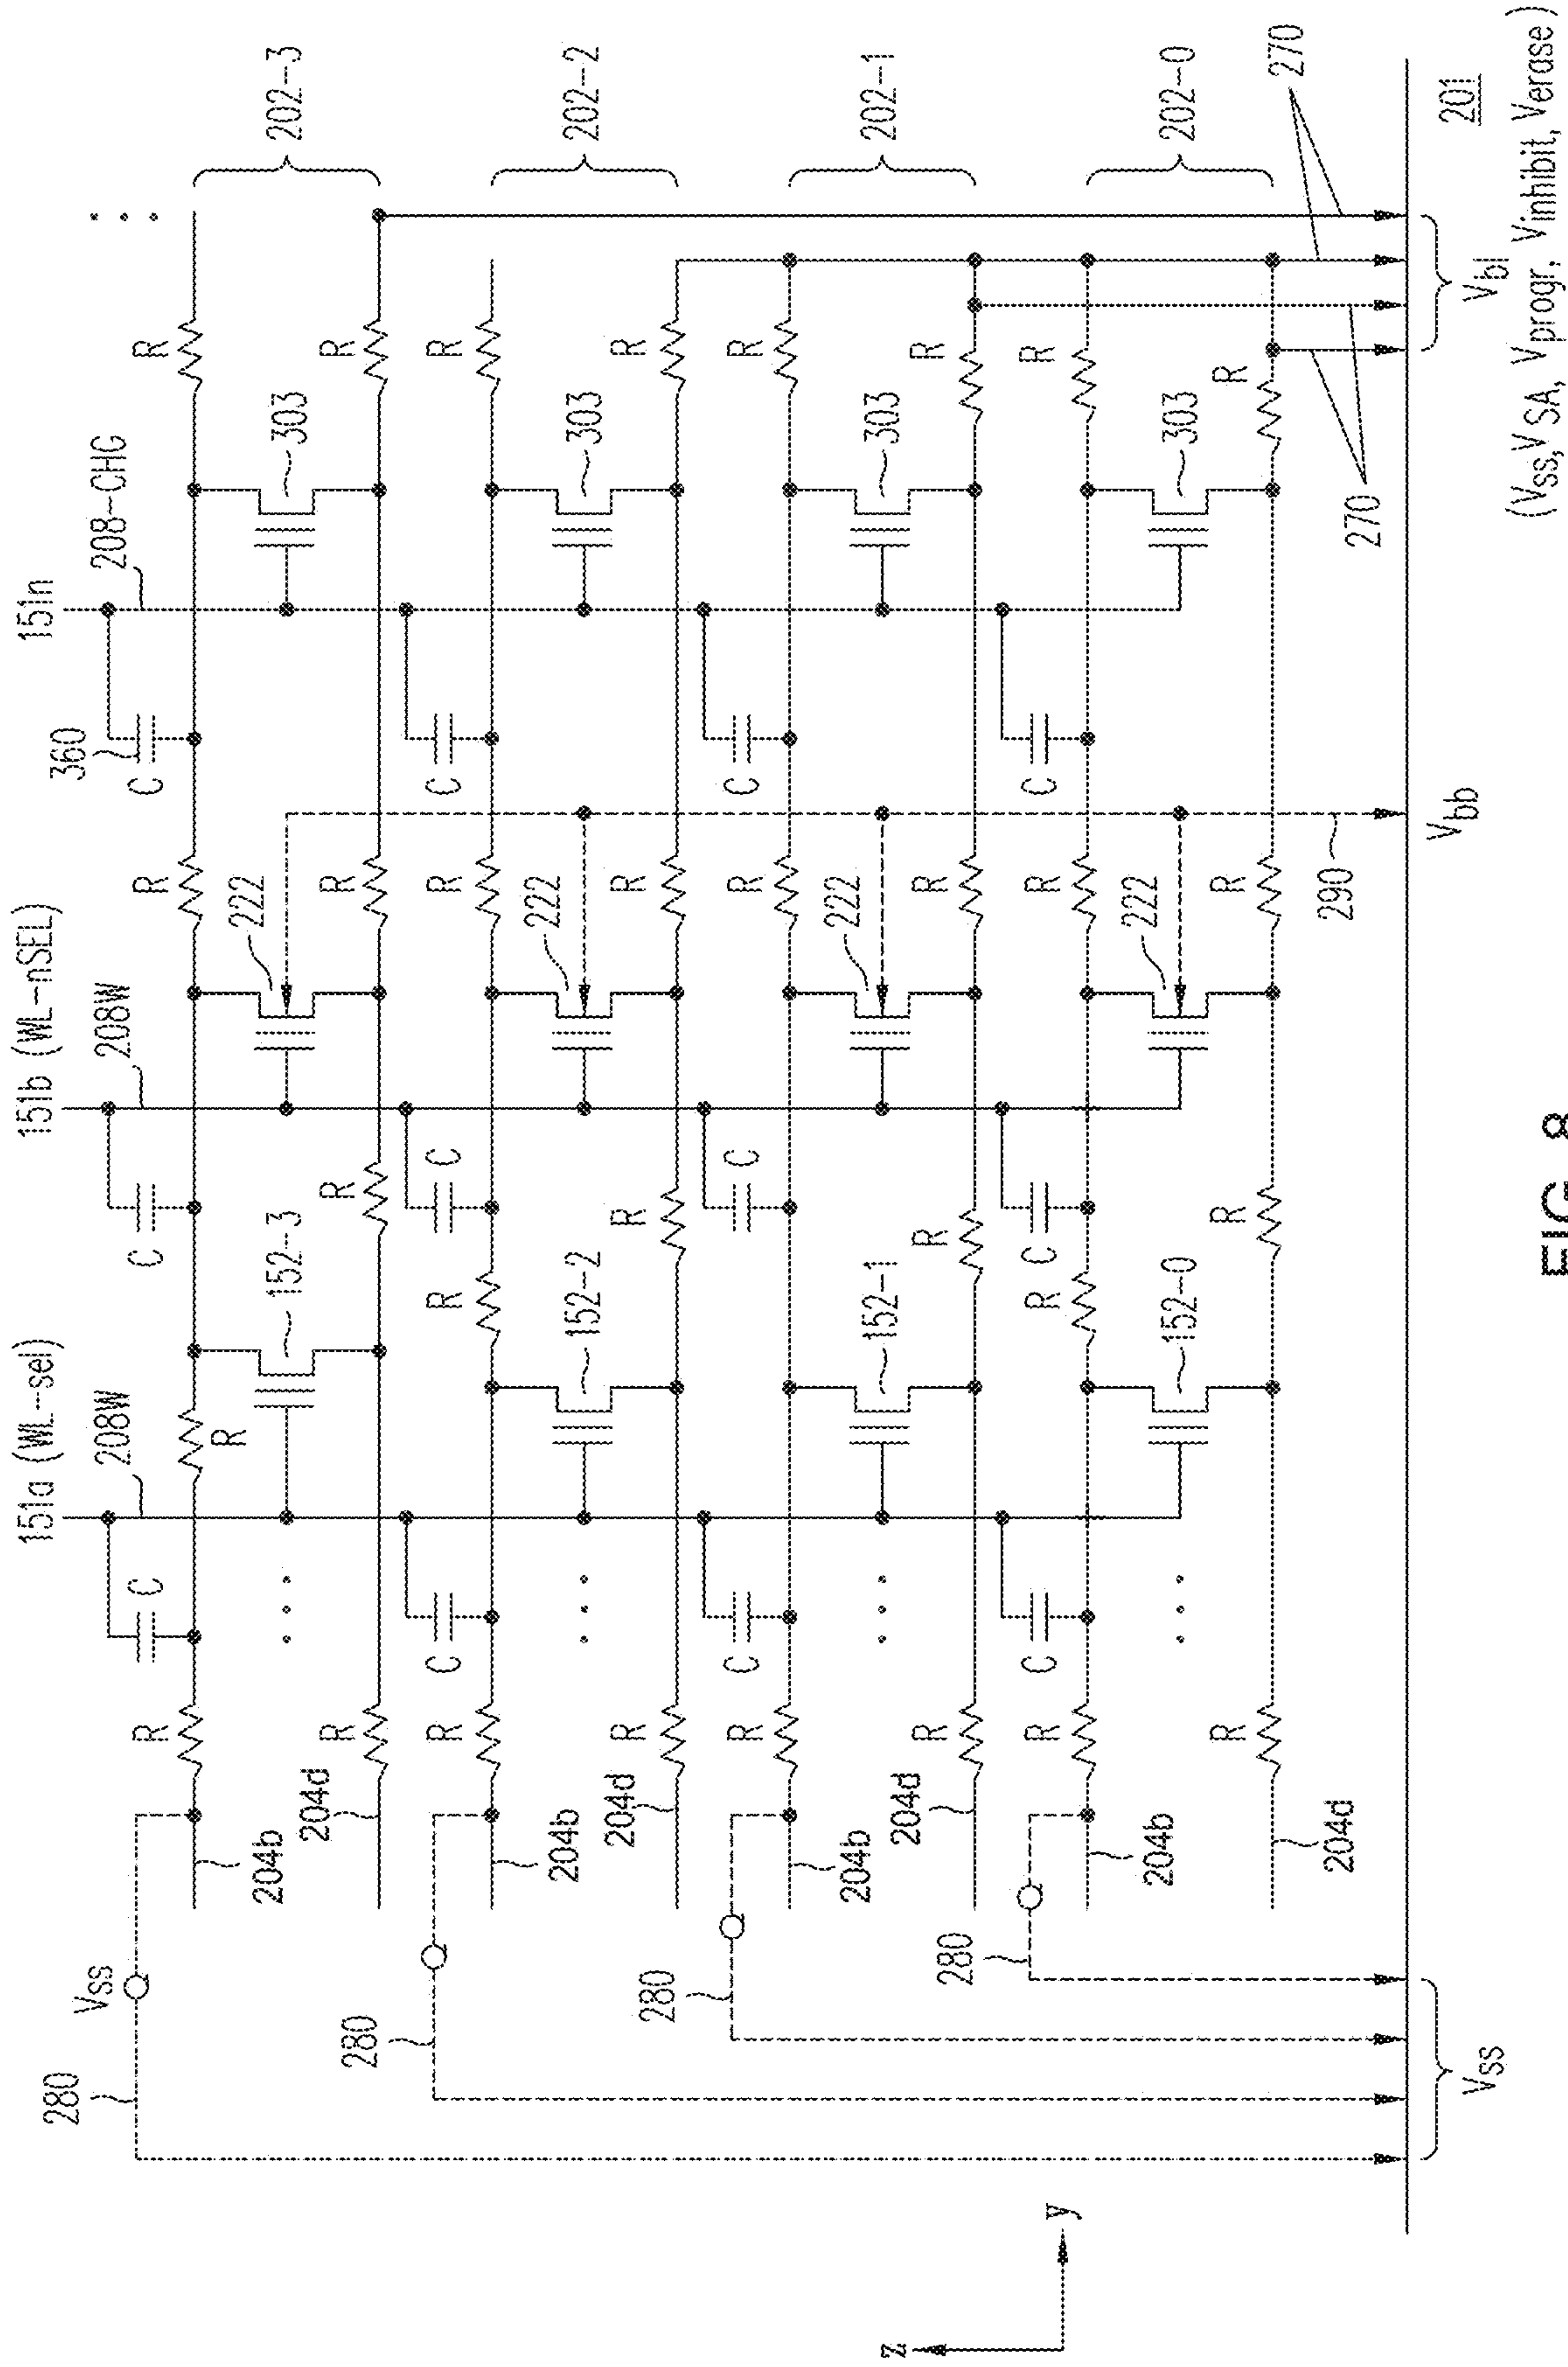 151a (WL-sel)
151b (WL-nSEL)
151n
208W
208W
208-CHG
280
Vss
C
C
360
C
R
R
R
R
204b
152-3
222
303
202-3
204d
R
R
R
R
280
C
C
C
R
R
R
R
204b
152-2
222
303
202-2
204d
R
R
R
R
280
C
C
C
R
R
R
204b
152-1
222
303
202-1
204d
R
R
R
R
280
C
C
C
R
R
R
R
204b
152-0
222
303
202-0
204d
R
R
R
R
290
270
270
Vss
Vbb
Vbl
201
(Vss, VSA, Vprogr, Vinhibit, Verase)
z
y
FIG. 8